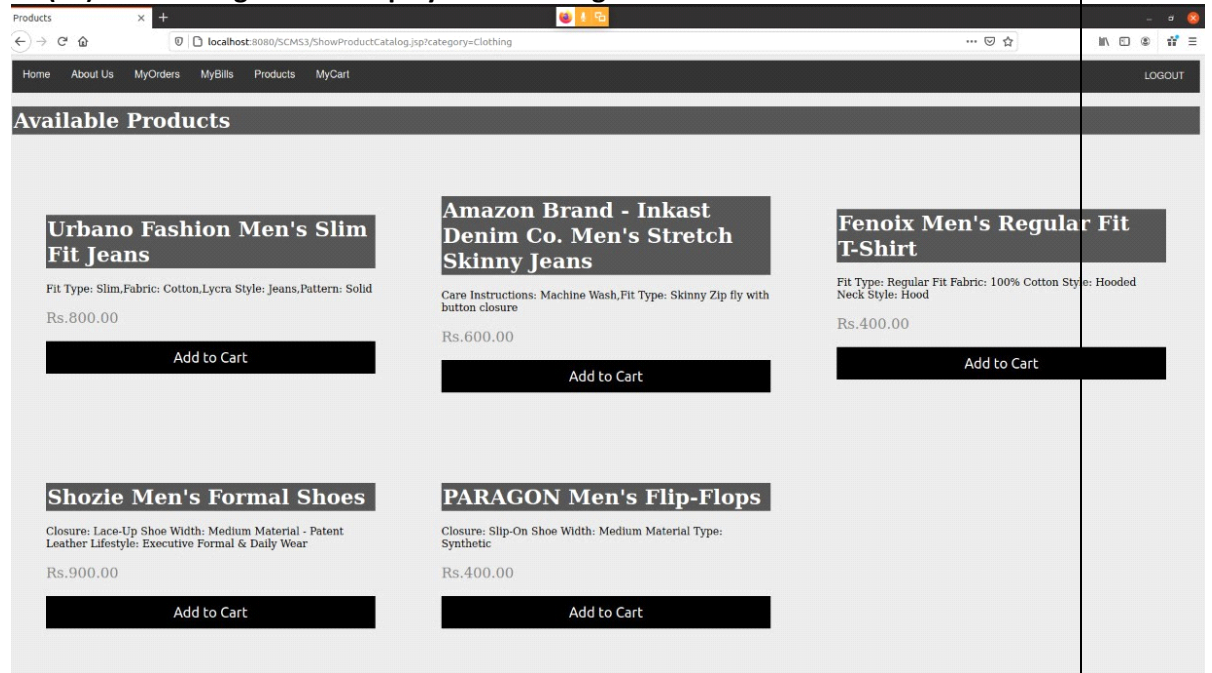 Products
localhost:8080/SCMS3/ShowProductCatalog.jsp?category=Clothing
Home About Us MyOrders MyBills Products MyCart LOGOUT
Available Products
Urbano Fashion Men's Slim
Fit Jeans
Fit Type: Slim,Fabric: Cotton,Lycra Style: Jeans,Pattern: Solid
Rs.800.00
Add to Cart
Amazon Brand - Inkast
Denim Co. Men's Stretch
Skinny Jeans
Care Instructions: Machine Wash,Fit Type: Skinny Zip fly with
button closure
Rs.600.00
Add to Cart
Fenoix Men's Regular Fit
T-Shirt
Fit Type: Regular Fit Fabric: 100% Cotton Style: Hooded
Neck Style: Hood
Rs.400.00
Add to Cart
Shozie Men's Formal Shoes
Closure: Lace-Up Shoe Width: Medium Material - Patent
Leather Lifestyle: Executive Formal & Daily Wear
Rs.900.00
Add to Cart
PARAGON Men's Flip-Flops
Closure: Slip-On Shoe Width: Medium Material Type:
Synthetic
Rs.400.00
Add to Cart